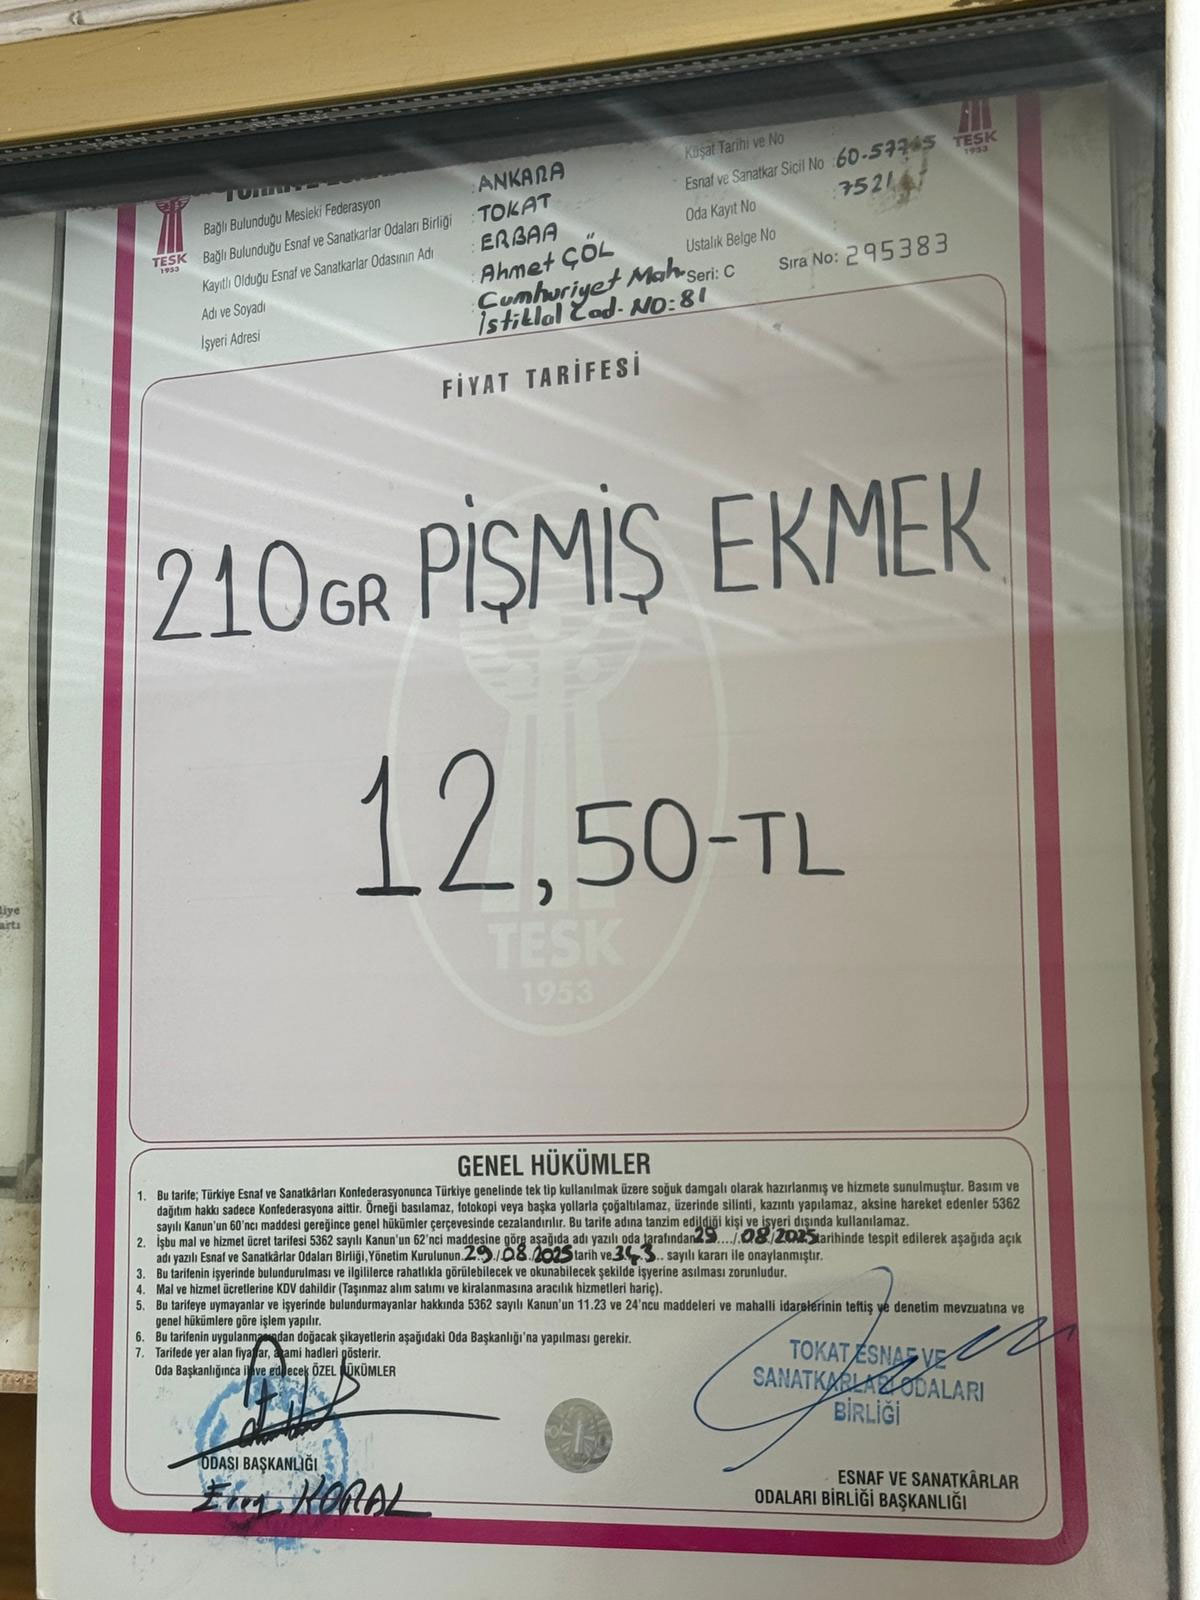 TESK
1953
TESK
1953
Bağlı Bulunduğu Mesleki Federasyon : ANKARA
Bağlı Bulunduğu Esnaf ve Sanatkarlar Odaları Birliği : TOKAT
Kayıtlı Olduğu Esnaf ve Sanatkarlar Odasının Adı : ERBAA
Adı ve Soyadı : Ahmet ÇÖL
İşyeri Adresi : Cumhuriyet Mah.
İstiklal Cad. NO:81
Küşat Tarihi ve No
Esnaf ve Sanatkar Sicil No : 60-57745
Oda Kayıt No : 7521
Ustalık Belge No
Seri: C Sıra No: 295383
FİYAT TARİFESİ
210GR PİŞMİŞ EKMEK
12,50-TL
TESK
1953
GENEL HÜKÜMLER
1. Bu tarife; Türkiye Esnaf ve Sanatkârları Konfederasyonunca Türkiye genelinde tek tip kullanılmak üzere soğuk damgalı olarak hazırlanmış ve hizmete sunulmuştur. Basım ve
dağıtım hakkı sadece Konfederasyona aittir. Örneği basılamaz, fotokopi veya başka yollarla çoğaltılamaz, üzerinde silinti, kazıntı yapılamaz, aksine hareket edenler 5362
sayılı Kanun'un 60'ncı maddesi gereğince genel hükümler çerçevesinde cezalandırılır. Bu tarife adına tanzim edildiği kişi ve işyeri dışında kullanılamaz.
2. İşbu mal ve hizmet ücret tarifesi 5362 sayılı Kanun'un 62'nci maddesine göre aşağıda adı yazılı oda tarafından 29..../.08./2025 tarihinde tespit edilerek aşağıda açık
adı yazılı Esnaf ve Sanatkârlar Odaları Birliği, Yönetim Kurulunun 29./08./2025 tarih ve 343.. sayılı kararı ile onaylanmıştır.
3. Bu tarifenin işyerinde bulundurulması ve ilgililerce rahatlıkla görülebilecek ve okunabilecek şekilde işyerine asılması zorunludur.
4. Mal ve hizmet ücretlerine KDV dahildir (Taşınmaz alım satımı ve kiralanmasına aracılık hizmetleri hariç).
5. Bu tarifeye uymayanlar ve işyerinde bulundurmayanlar hakkında 5362 sayılı Kanun'un 11.23 ve 24'ncu maddeleri ve mahalli idarelerinin teftiş ve denetim mevzuatına ve
genel hükümlere göre işlem yapılır.
6. Bu tarifenin uygulanmasından doğacak şikayetlerin aşağıdaki Oda Başkanlığı'na yapılması gerekir.
7. Tarifede yer alan fiyatlar, azami hadleri gösterir.
Oda Başkanlığınca ilave edilecek ÖZEL HÜKÜMLER
TOKAT ESNAF VE
SANATKARLARI ODALARI
BİRLİĞİ
ODASI BAŞKANLIĞI
KORAL
ESNAF VE SANATKÂRLAR
ODALARI BİRLİĞİ BAŞKANLIĞI